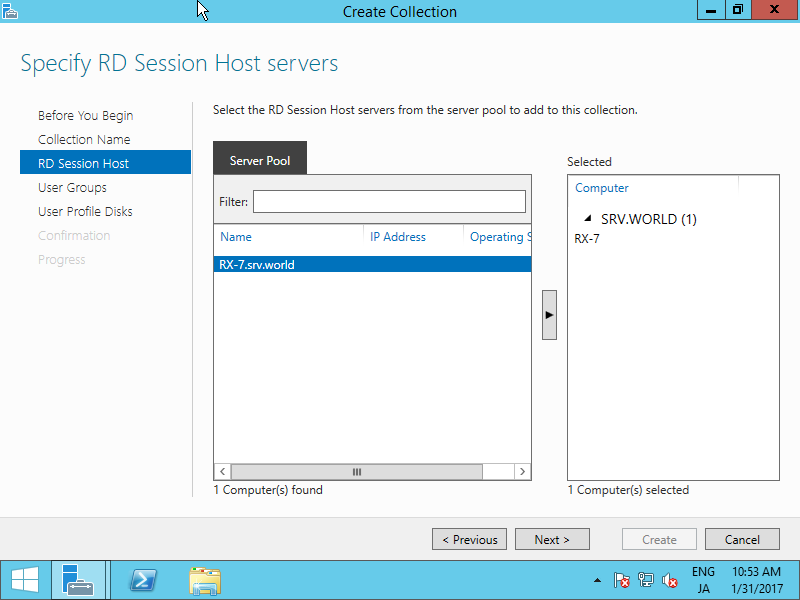 Create Collection
Specify RD Session Host servers
Before You Begin
Collection Name
RD Session Host
User Groups
User Profile Disks
Confirmation
Progress
Select the RD Session Host servers from the server pool to add to this collection.
Server Pool
Filter:
Name IP Address Operating S
RX-7.srv.world
1 Computer(s) found
Selected
Computer
SRV.WORLD (1)
RX-7
1 Computer(s) selected
< Previous Next > Create Cancel
ENG 10:53 AM
JA 1/31/2017